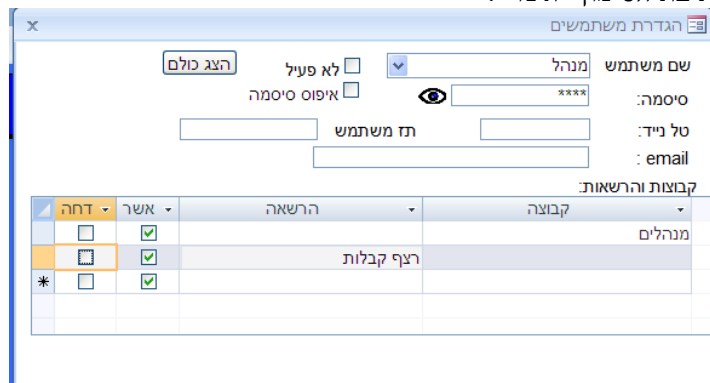 הגדרת משתמשים
שם משתמש מנהל לא פעיל הצג כולם
סיסמה: **** איפוס סיסמה
טל נייד: תז משתמש
email :
קבוצות והרשאות:
קבוצה הרשאה אשר דחה
מנהלים
רצף קבלות